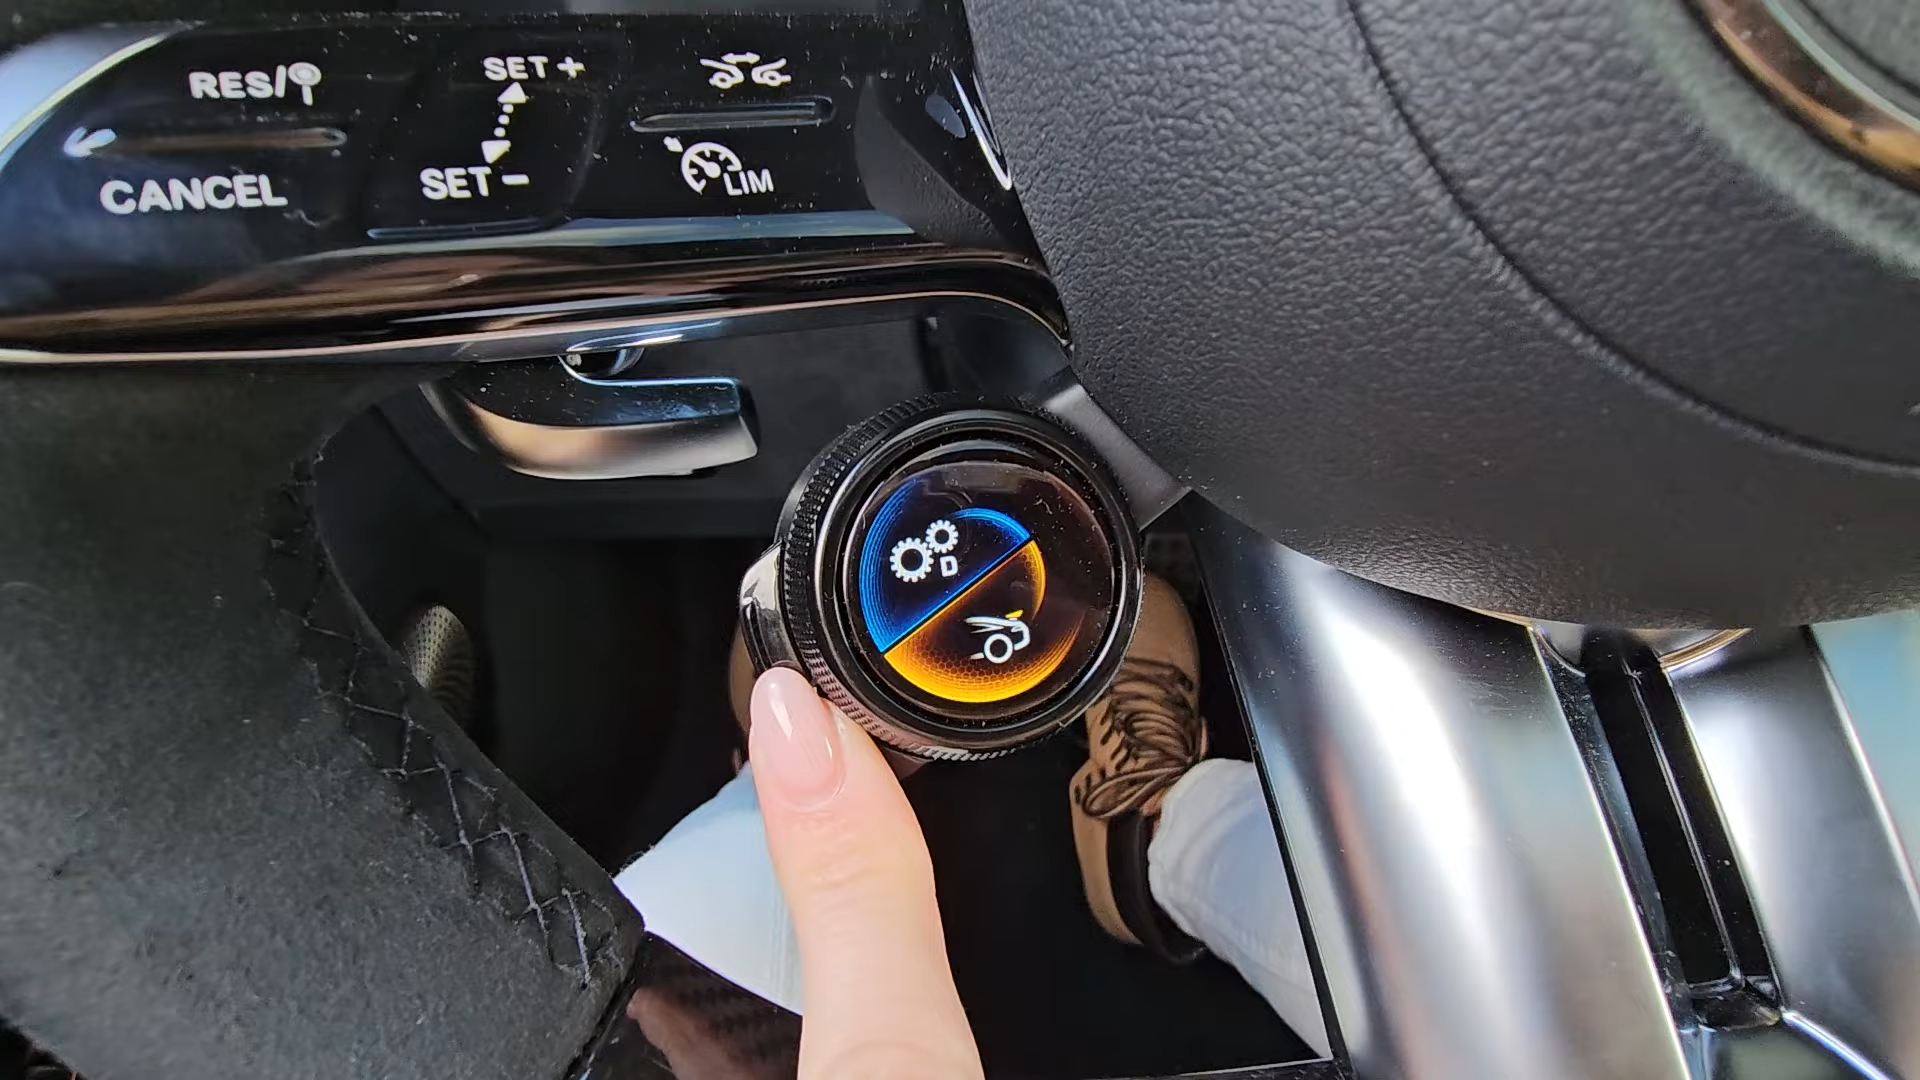 RES/
CANCEL
SET +
SET -
LIM
D